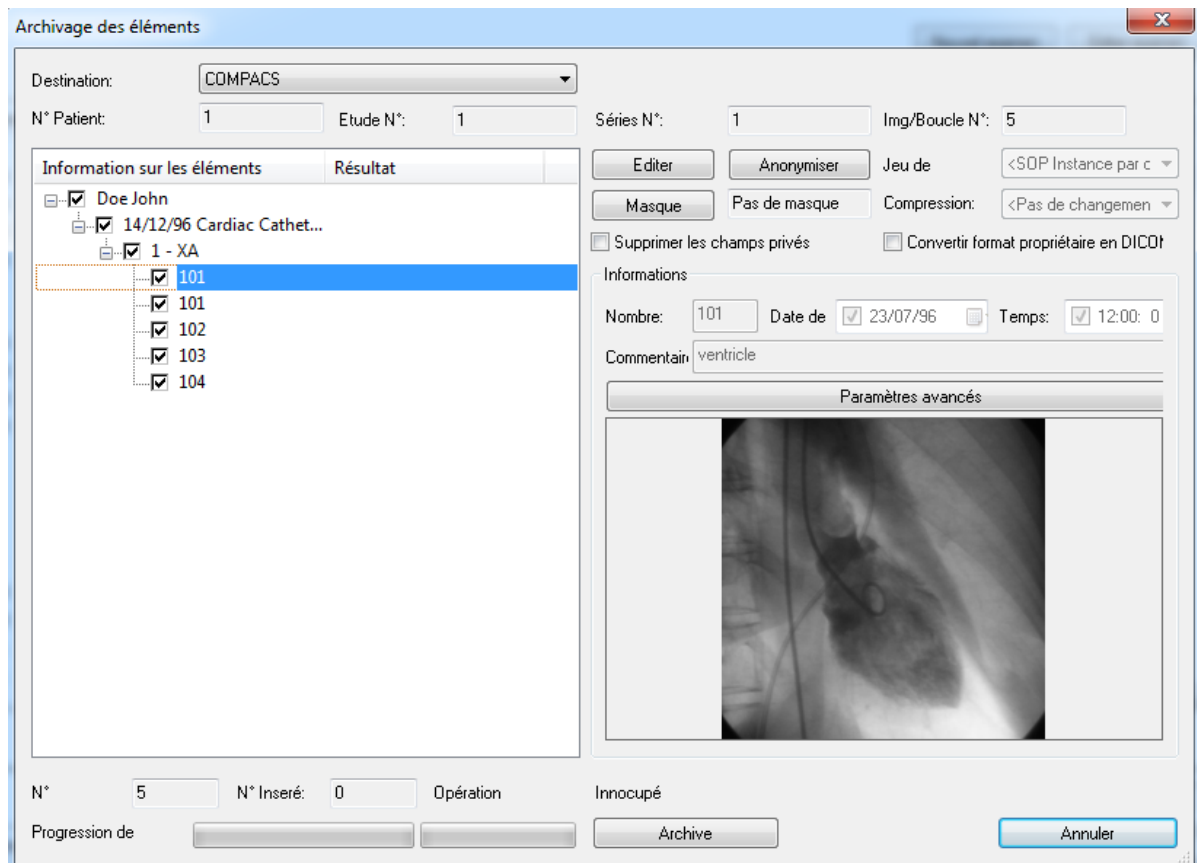 Archivage des éléments
Destination: COMPACS
N° Patient: 1 Etude N°: 1 Séries N°: 1 Img/Boucle N°: 5
Information sur les éléments Résultat
Doe John
14/12/96 Cardiac Cathet...
1 - XA
101
101
102
103
104
Editer Anonymiser Jeu de <SOP Instance par c
Masque Pas de masque Compression: <Pas de changemen
Supprimer les champs privés Convertir format propriétaire en DICOM
Informations
Nombre: 101 Date de 23/07/96 Temps: 12:00: 0
Commentair ventricle
Paramètres avancés
N° 5 N° Inseré: 0 Opération Innocupé
Progression de Archive Annuler